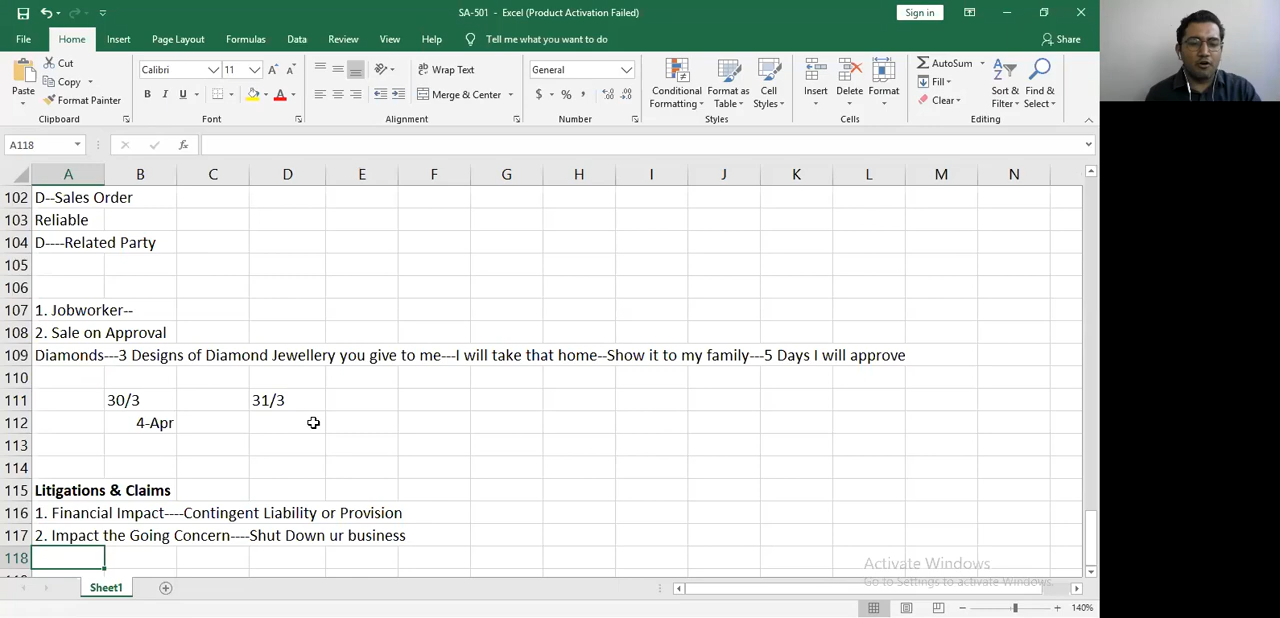 SA-501 - Excel (Product Activation Failed)
Sign in
File Home Insert Page Layout Formulas Data Review View Help Tell me what you want to do Share
Paste Cut Copy Format Painter Clipboard
Calibri 11 B I U Font
Wrap Text Merge & Center Alignment
General $ % , Number
Conditional Formatting Format as Table Cell Styles Styles
Insert Delete Format Cells
AutoSum Fill Clear Sort & Filter Find & Select Editing
A118 fx
A B C D E F G H I J K L M N
102 D--Sales Order
103 Reliable
104 D----Related Party
105
106
107 1. Jobworker--
108 2. Sale on Approval
109 Diamonds---3 Designs of Diamond Jewellery you give to me---I will take that home--Show it to my family---5 Days I will approve
110
111 30/3 31/3
112 4-Apr
113
114
115 Litigations & Claims
116 1. Financial Impact----Contingent Liability or Provision
117 2. Impact the Going Concern----Shut Down ur business
118
Activate Windows
Go to Settings to activate Windows.
Sheet1
140%